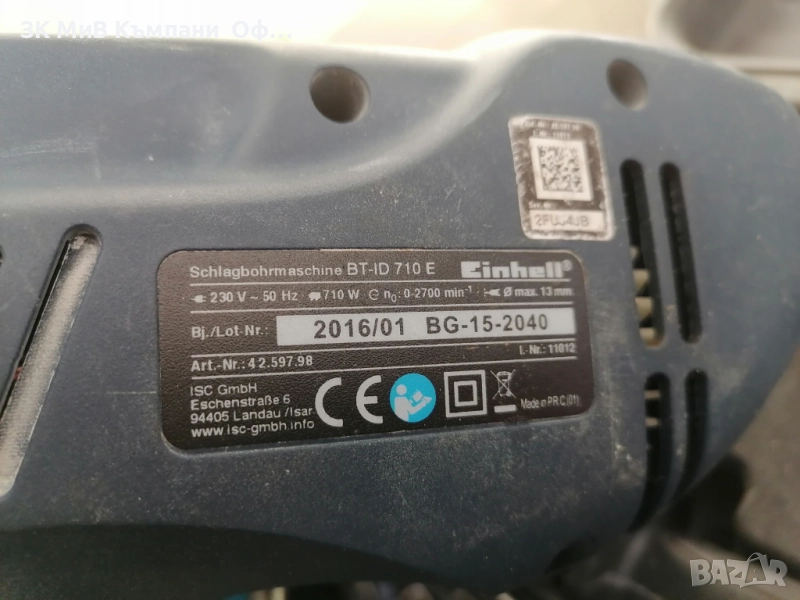 ЗК МиВ Къмпани Оф...
2FUJ4JB
Schlagbohrmaschine BT-ID 710 E Einhell®
230 V ~ 50 Hz 710 W n₀: 0-2700 min⁻¹ Ø max. 13 mm
Bj./Lot-Nr.: 2016/01 BG-15-2040
Art.-Nr.: 42.597.98 I.-Nr.: 11012
ISC GmbH
Eschenstraße 6
94405 Landau /Isar
www.isc-gmbh.info
CE
Made in P.R.C (01)
BAZAR